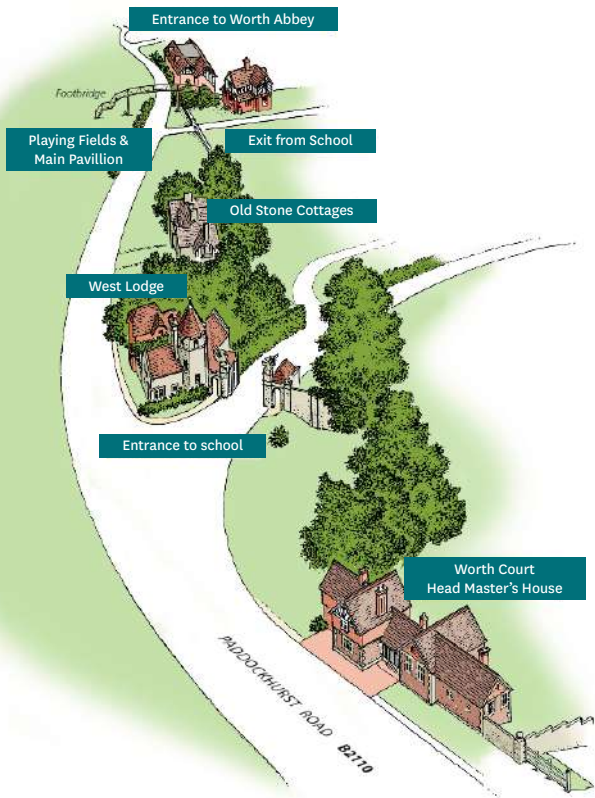 Entrance to Worth Abbey
Footbridge
Playing Fields &
Main Pavillion
Exit from School
Old Stone Cottages
West Lodge
Entrance to school
Worth Court
Head Master’s House
PADDOCKHURST ROAD B2110